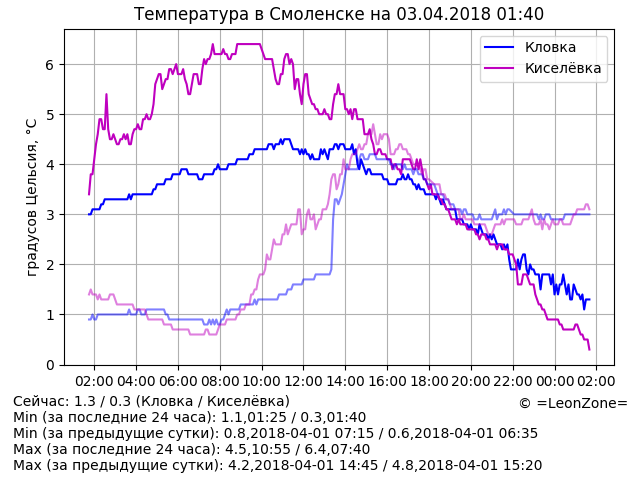 Температура в Смоленске на 03.04.2018 01:40
Кловка
Киселёвка
градусов Цельсия, °C
6
5
4
3
2
1
0
02:00 04:00 06:00 08:00 10:00 12:00 14:00 16:00 18:00 20:00 22:00 00:00 02:00
Сейчас: 1.3 / 0.3 (Кловка / Киселёвка)
© =LeonZone=
Min (за последние 24 часа): 1.1,01:25 / 0.3,01:40
Min (за предыдущие сутки): 0.8,2018-04-01 07:15 / 0.6,2018-04-01 06:35
Max (за последние 24 часа): 4.5,10:55 / 6.4,07:40
Max (за предыдущие сутки): 4.2,2018-04-01 14:45 / 4.8,2018-04-01 15:20